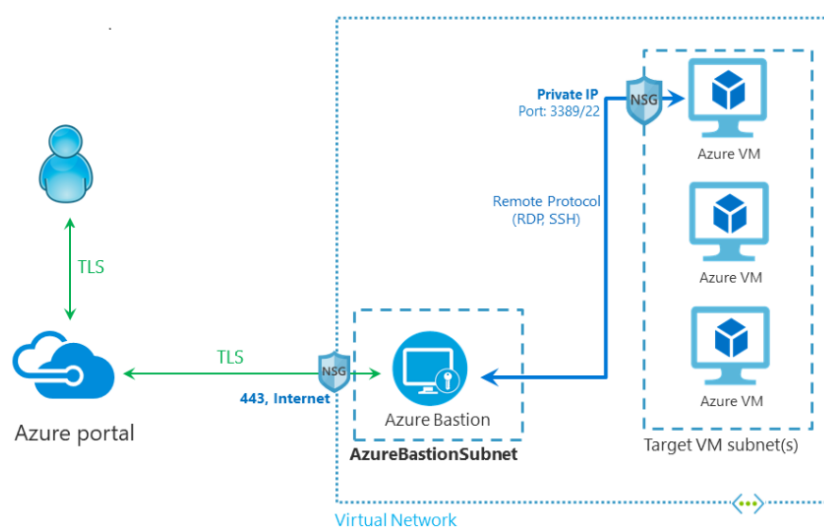 TLS
Azure portal
TLS
NSG
443, Internet
Azure Bastion
AzureBastionSubnet
Private IP
Port: 3389/22
NSG
Remote Protocol
(RDP, SSH)
Azure VM
Azure VM
Azure VM
Target VM subnet(s)
Virtual Network